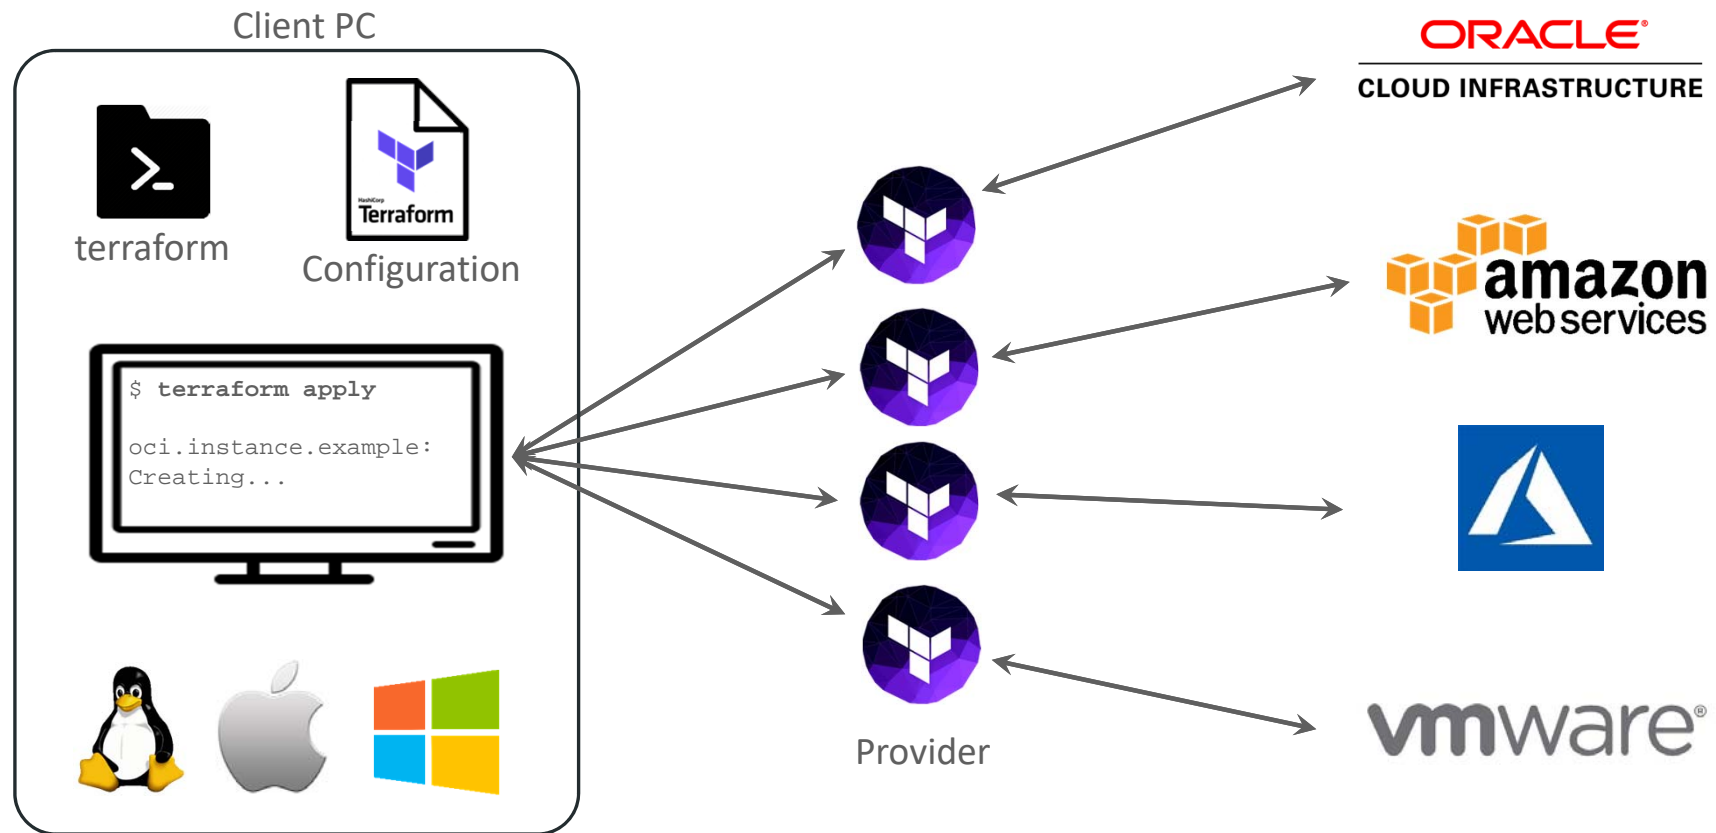 Client PC
terraform
HashiCorp
Terraform
Configuration
$ terraform apply
oci.instance.example:
Creating...
Provider
ORACLE®
CLOUD INFRASTRUCTURE
amazon
web services
vmware®